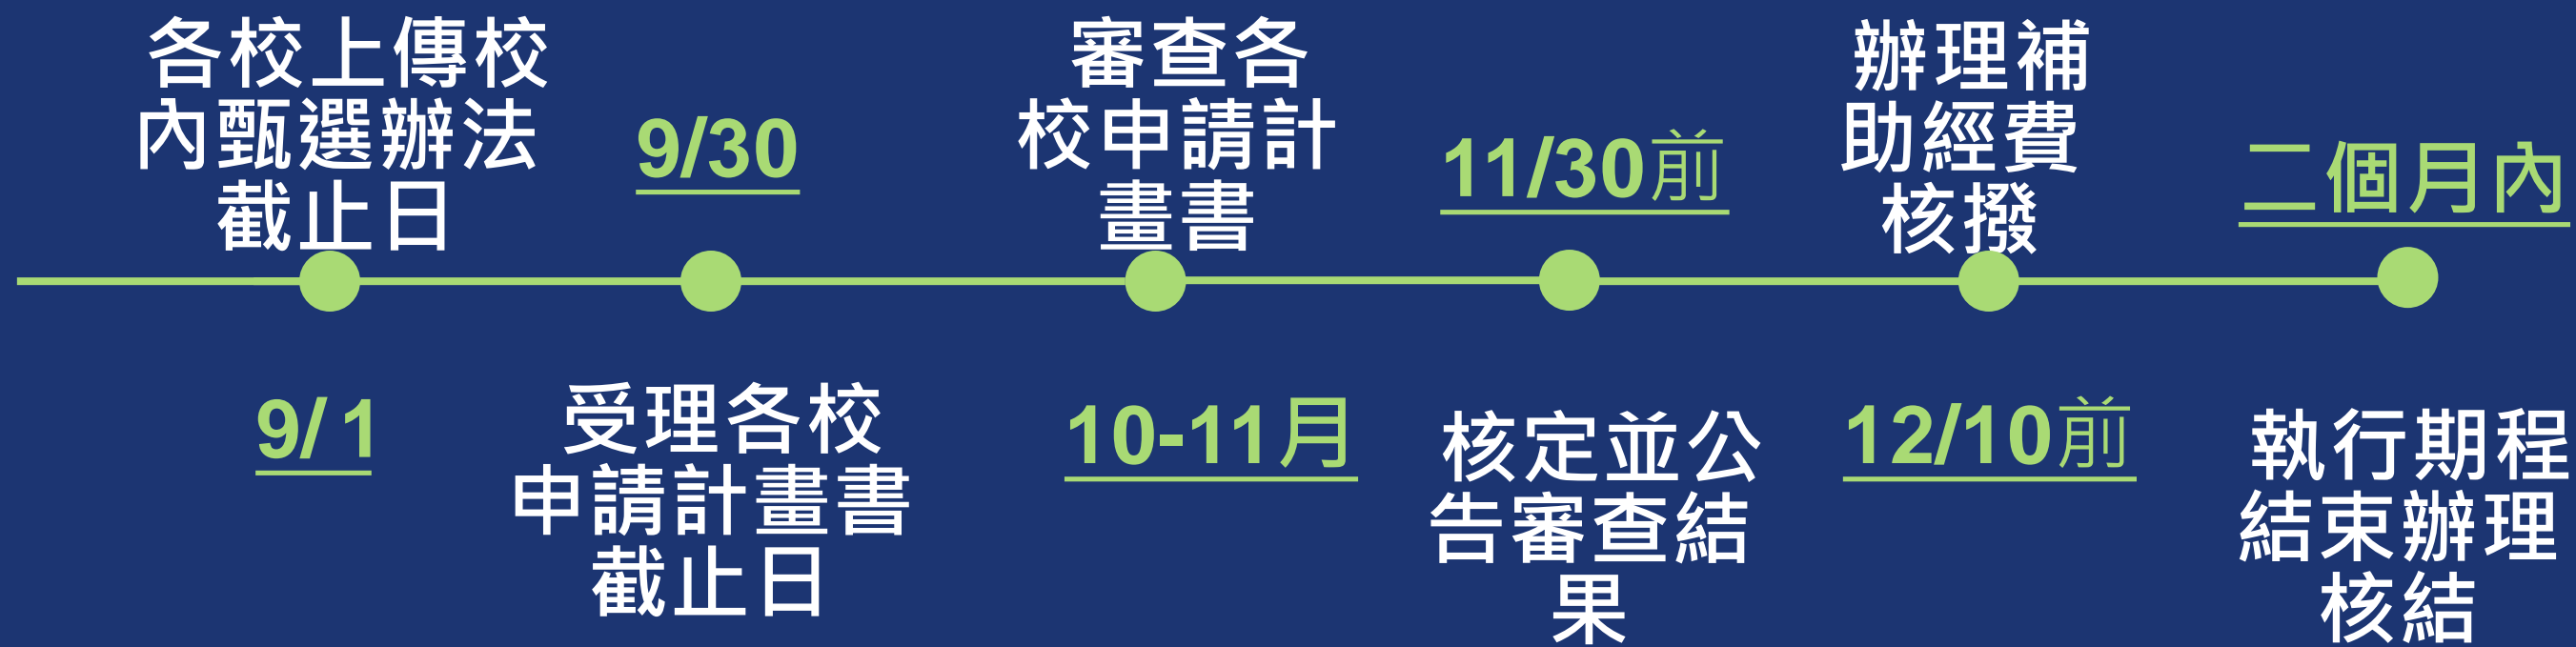 各校上傳校
內甄選辦法
截止日
9/1
9/30
受理各校
申請計畫書
截止日
審查各
校申請計
畫書
10-11月
11/30前
核定並公
告審查結
果
辦理補
助經費
核撥
12/10前
二個月內
執行期程
結束辦理
核結